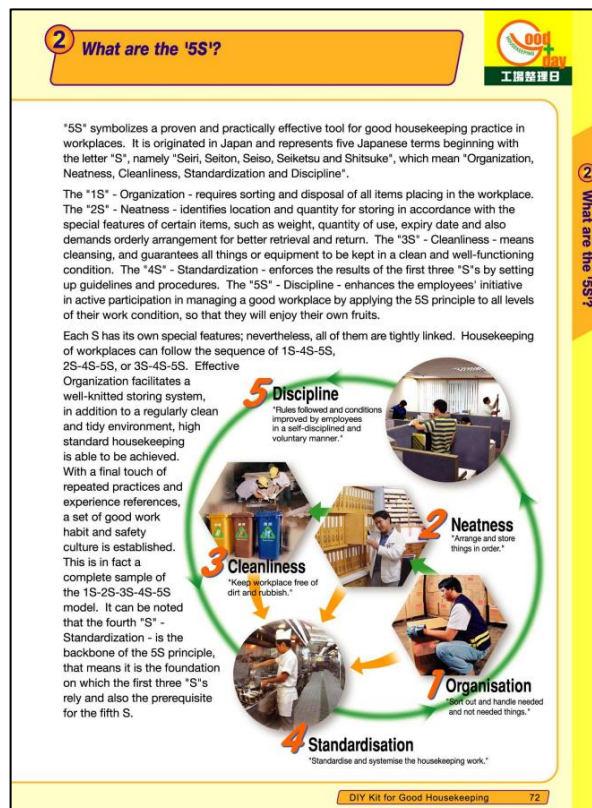 2
What are the '5S'?
Good
HOUSEKEEPING
day
工場整理日
"5S" symbolizes a proven and practically effective tool for good housekeeping practice in
workplaces. It is originated in Japan and represents five Japanese terms beginning with
the letter "S", namely "Seiri, Seiton, Seiso, Seiketsu and Shitsuke", which mean "Organization,
Neatness, Cleanliness, Standardization and Discipline".
The "1S" - Organization - requires sorting and disposal of all items placing in the workplace.
The "2S" - Neatness - identifies location and quantity for storing in accordance with the
special features of certain items, such as weight, quantity of use, expiry date and also
demands orderly arrangement for better retrieval and return. The "3S" - Cleanliness - means
cleansing, and guarantees all things or equipment to be kept in a clean and well-functioning
condition. The "4S" - Standardization - enforces the results of the first three "S"s by setting
up guidelines and procedures. The "5S" - Discipline - enhances the employees' initiative
in active participation in managing a good workplace by applying the 5S principle to all levels
of their work condition, so that they will enjoy their own fruits.
Each S has its own special features; nevertheless, all of them are tightly linked. Housekeeping
of workplaces can follow the sequence of 1S-4S-5S,
2S-4S-5S, or 3S-4S-5S. Effective
Organization facilitates a
well-knitted storing system,
in addition to a regularly clean
and tidy environment, high
standard housekeeping
is able to be achieved.
With a final touch of
repeated practices and
experience references,
a set of good work
habit and safety
culture is established.
This is in fact a
complete sample of
the 1S-2S-3S-4S-5S
model. It can be noted
that the fourth "S" -
Standardization - is the
backbone of the 5S principle,
that means it is the foundation
on which the first three "S"s
rely and also the prerequisite
for the fifth S.
5 Discipline
"Rules followed and conditions
improved by employees
in a self-disciplined and
voluntary manner."
2 Neatness
"Arrange and store
things in order."
3 Cleanliness
"Keep workplace free of
dirt and rubbish."
1 Organisation
"Sort out and handle needed
and not needed things."
4 Standardisation
"Standardise and systemise the housekeeping work."
2 What are the '5S'?
DIY Kit for Good Housekeeping 72